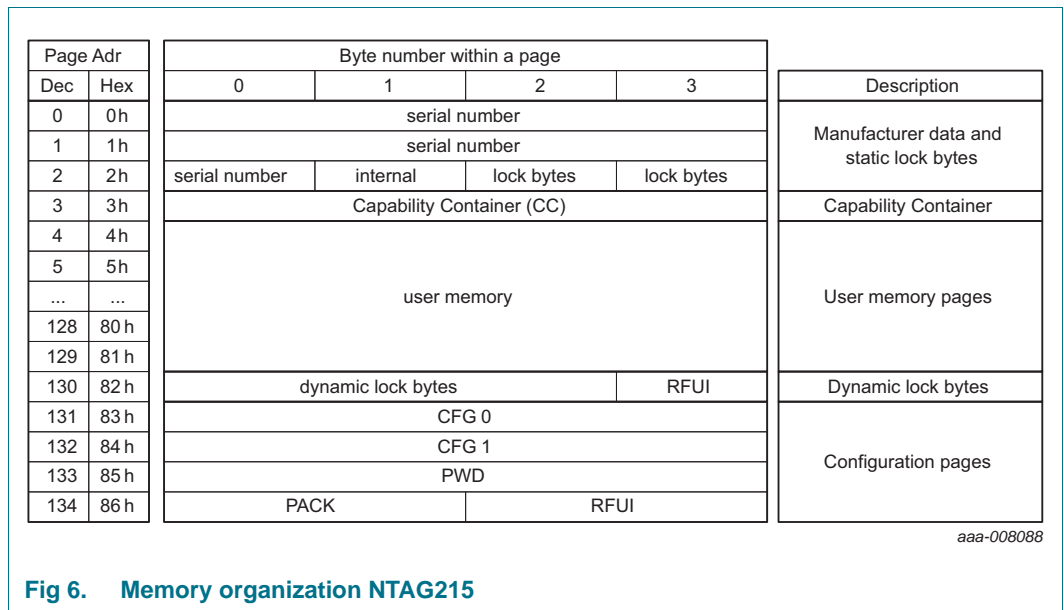 Page Adr Byte number within a page
Dec Hex 0 1 2 3 Description
0 0h serial number
Manufacturer data and
1 1h serial number
static lock bytes
2 2h serial number internal lock bytes lock bytes
3 3h Capability Container (CC) Capability Container
4 4h
5 5h
... ... user memory User memory pages
128 80h
129 81h
130 82h dynamic lock bytes RFUI Dynamic lock bytes
131 83h CFG 0
132 84h CFG 1
Configuration pages
133 85h PWD
134 86h PACK RFUI
aaa-008088
Fig 6. Memory organization NTAG215